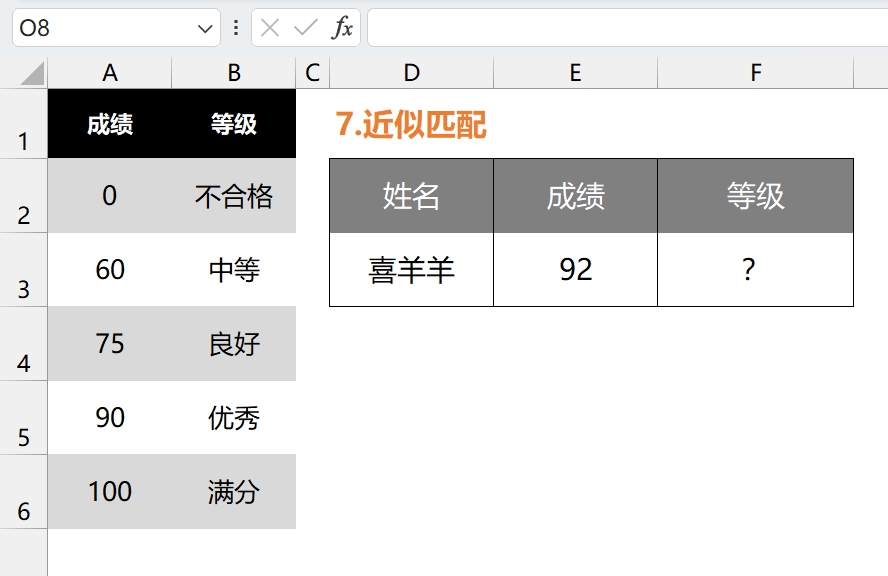 O8 fx
A B C D E F
1 成绩 等级 7.近似匹配
2 0 不合格 姓名 成绩 等级
3 60 中等 喜羊羊 92 ？
4 75 良好
5 90 优秀
6 100 满分